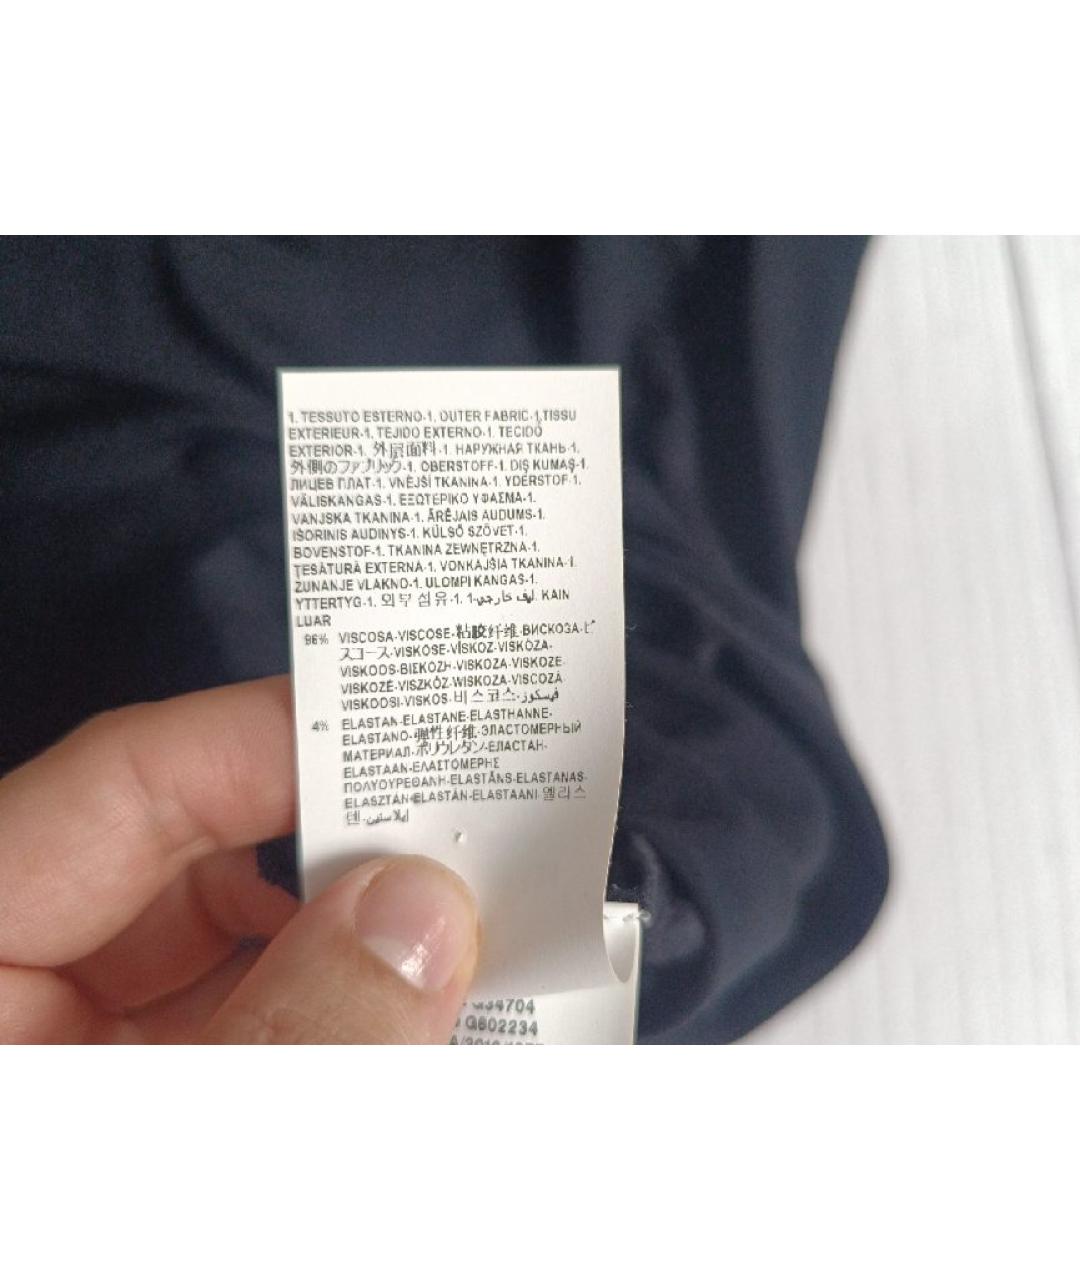 1. TESSUTO ESTERNO-1. OUTER FABRIC-1.TISSU
EXTERIEUR-1. TEJIDO EXTERNO-1. TECIDO
EXTERIOR-1. 外层面料-1. НАРУЖНАЯ ТКАНЬ-1.
外側のファブリック-1. OBERSTOFF-1. DIŞ KUMAŞ-1.
ЛИЦЕВ ПЛАТ-1. VNĚJŠÍ TKANINA-1. YDERSTOF-1.
VÄLISKANGAS-1. ΕΞΩΤΕΡΙΚΟ ΥΦΑΣΜΑ-1.
VANJSKA TKANINA-1. ĀRĒJAIS AUDUMS-1.
IŠORINIS AUDINYS-1. KÜLSŐ SZÖVET-1.
BOVENSTOF-1. TKANINA ZEWNĘTRZNA-1.
ŢESĂTURĂ EXTERNĂ-1. VONKAJŠIA TKANINA-1.
ZUNANJE VLAKNO-1. ULOMPI KANGAS-1.
YTTERTYG-1. 외부 섬유-1. ليف خارجي-1. KAIN
LUAR
96% VISCOSA-VISCOSE-粘胶纤维-ВИСКОЗА-ビ
スコース-VISKOSE-VİSKOZ-VISKÓZA-
VISKOOS-ΒΙΣΚΟΖΗ-VISKOZA-VISKOZE-
VISKOZĖ-VISZKÓZ-WISKOZA-VISCOZĂ-
VISKOOSI-VISKOS-비스코스-فيسكوز
4% ELASTAN-ELASTANE-ELASTHANNE-
ELASTANO-弹性纤维-ЭЛАСТОМЕРНЫЙ
МАТЕРИАЛ-ポリウレタン-ЕЛАСТАН-
ELASTAAN-ΕΛΑΣΤΟΜΕΡΗΣ
ΠΟΛΥΟΥΡΕΘΑΝΗ-ELASTĀNS-ELASTANAS-
ELASZTÁN-ELASTÁN-ELASTAANI-엘라스
텐-إيلاستين
G34704
G602234